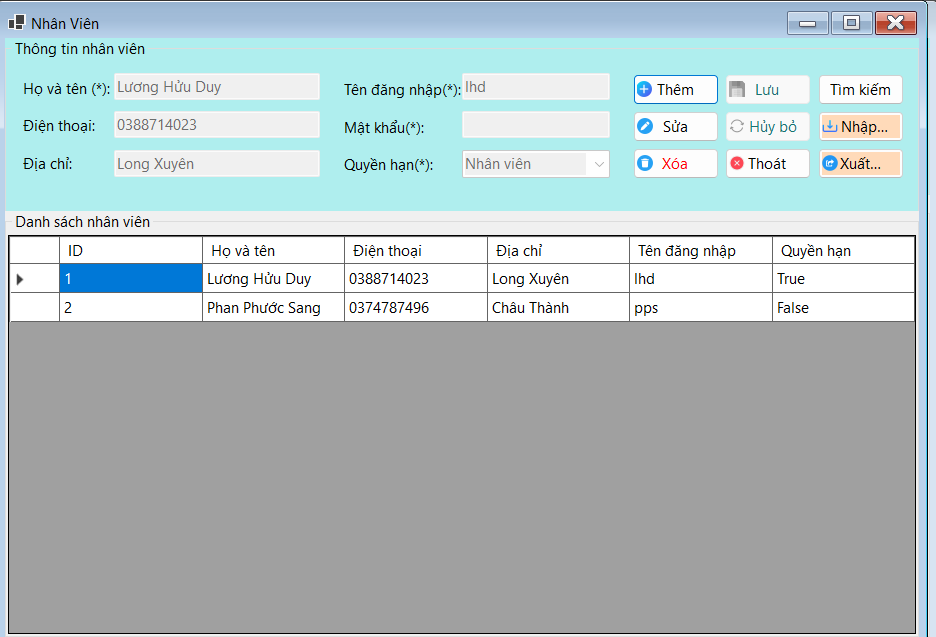 Nhân Viên
Thông tin nhân viên
Họ và tên (*): Lương Hửu Duy Tên đăng nhập(*): lhd Thêm Lưu Tìm kiếm
Điện thoại: 0388714023 Mật khẩu(*): Sửa Hủy bỏ Nhập...
Địa chỉ: Long Xuyên Quyền hạn(*): Nhân viên Xóa Thoát Xuất...
Danh sách nhân viên
ID Họ và tên Điện thoại Địa chỉ Tên đăng nhập Quyền hạn
1 Lương Hửu Duy 0388714023 Long Xuyên lhd True
2 Phan Phước Sang 0374787496 Châu Thành pps False